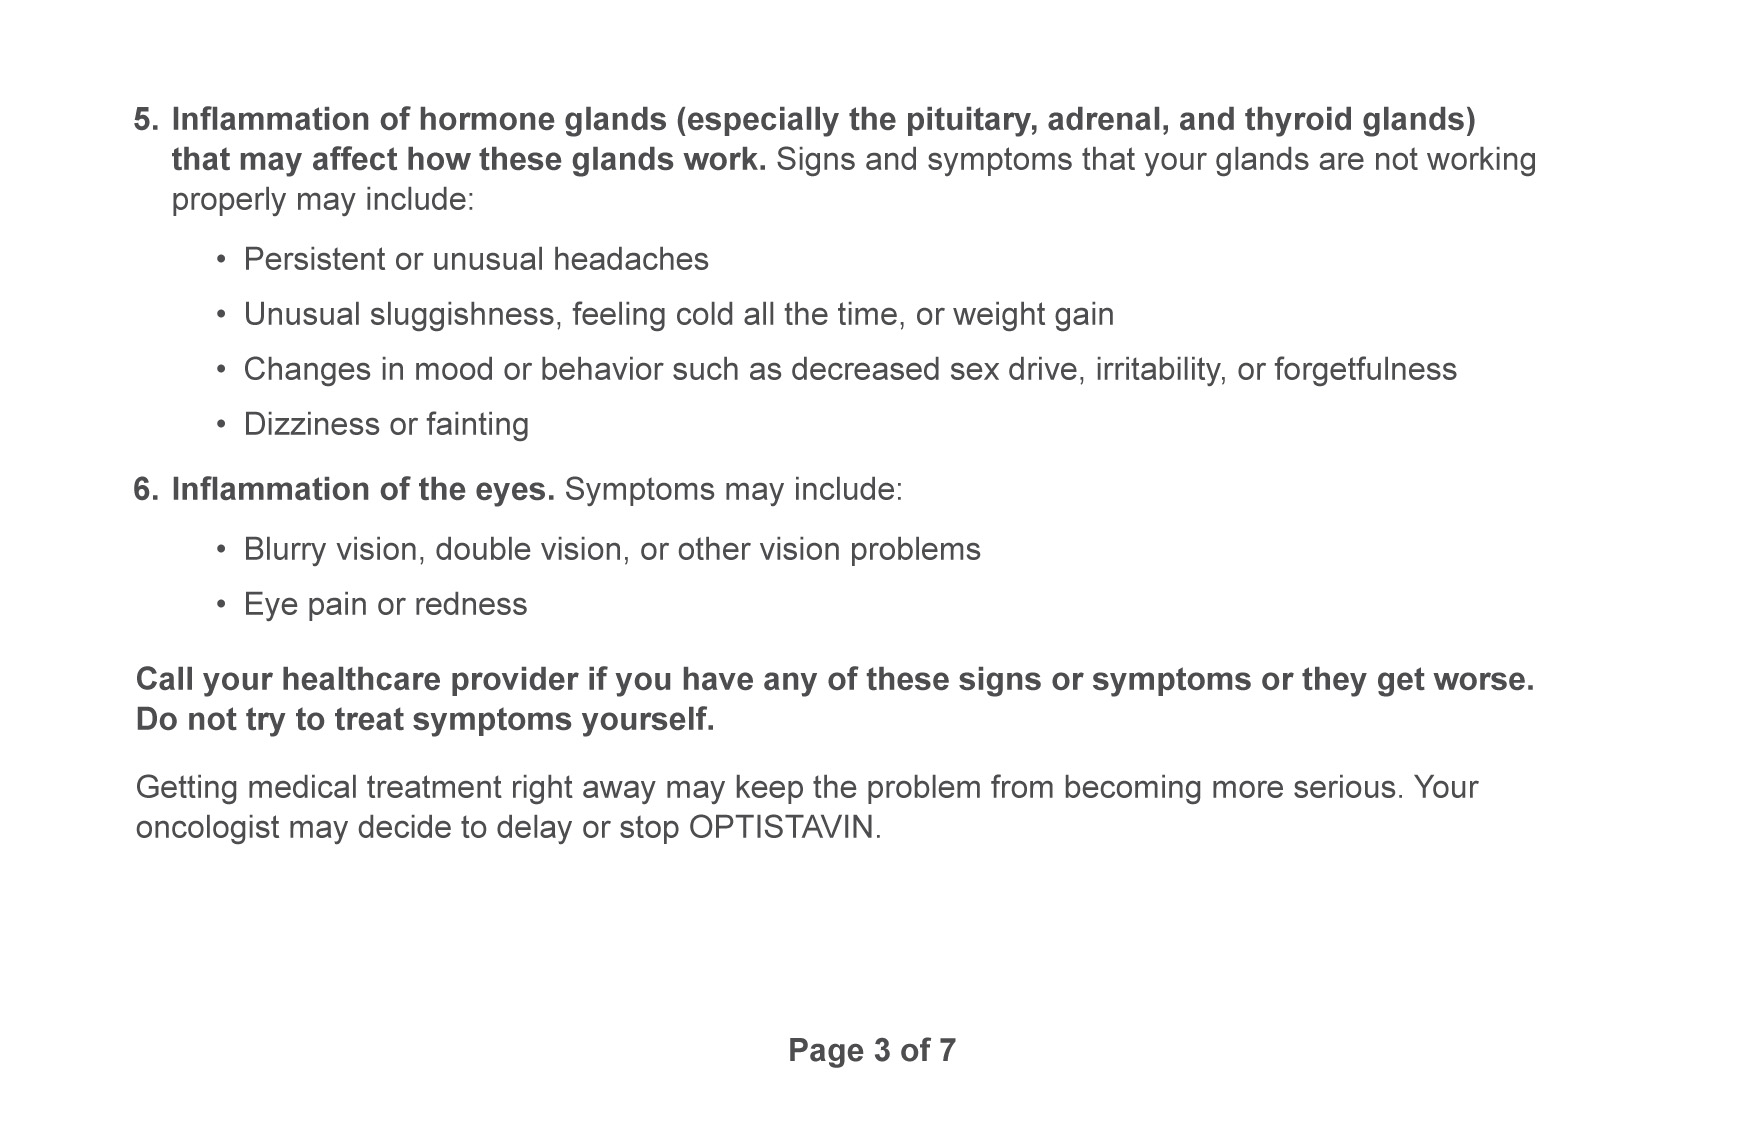 5. Inflammation of hormone glands (especially the pituitary, adrenal, and thyroid glands)
that may affect how these glands work. Signs and symptoms that your glands are not working
properly may include:
• Persistent or unusual headaches
• Unusual sluggishness, feeling cold all the time, or weight gain
• Changes in mood or behavior such as decreased sex drive, irritability, or forgetfulness
• Dizziness or fainting
6. Inflammation of the eyes. Symptoms may include:
• Blurry vision, double vision, or other vision problems
• Eye pain or redness
Call your healthcare provider if you have any of these signs or symptoms or they get worse.
Do not try to treat symptoms yourself.
Getting medical treatment right away may keep the problem from becoming more serious. Your
oncologist may decide to delay or stop OPTISTAVIN.
Page 3 of 7